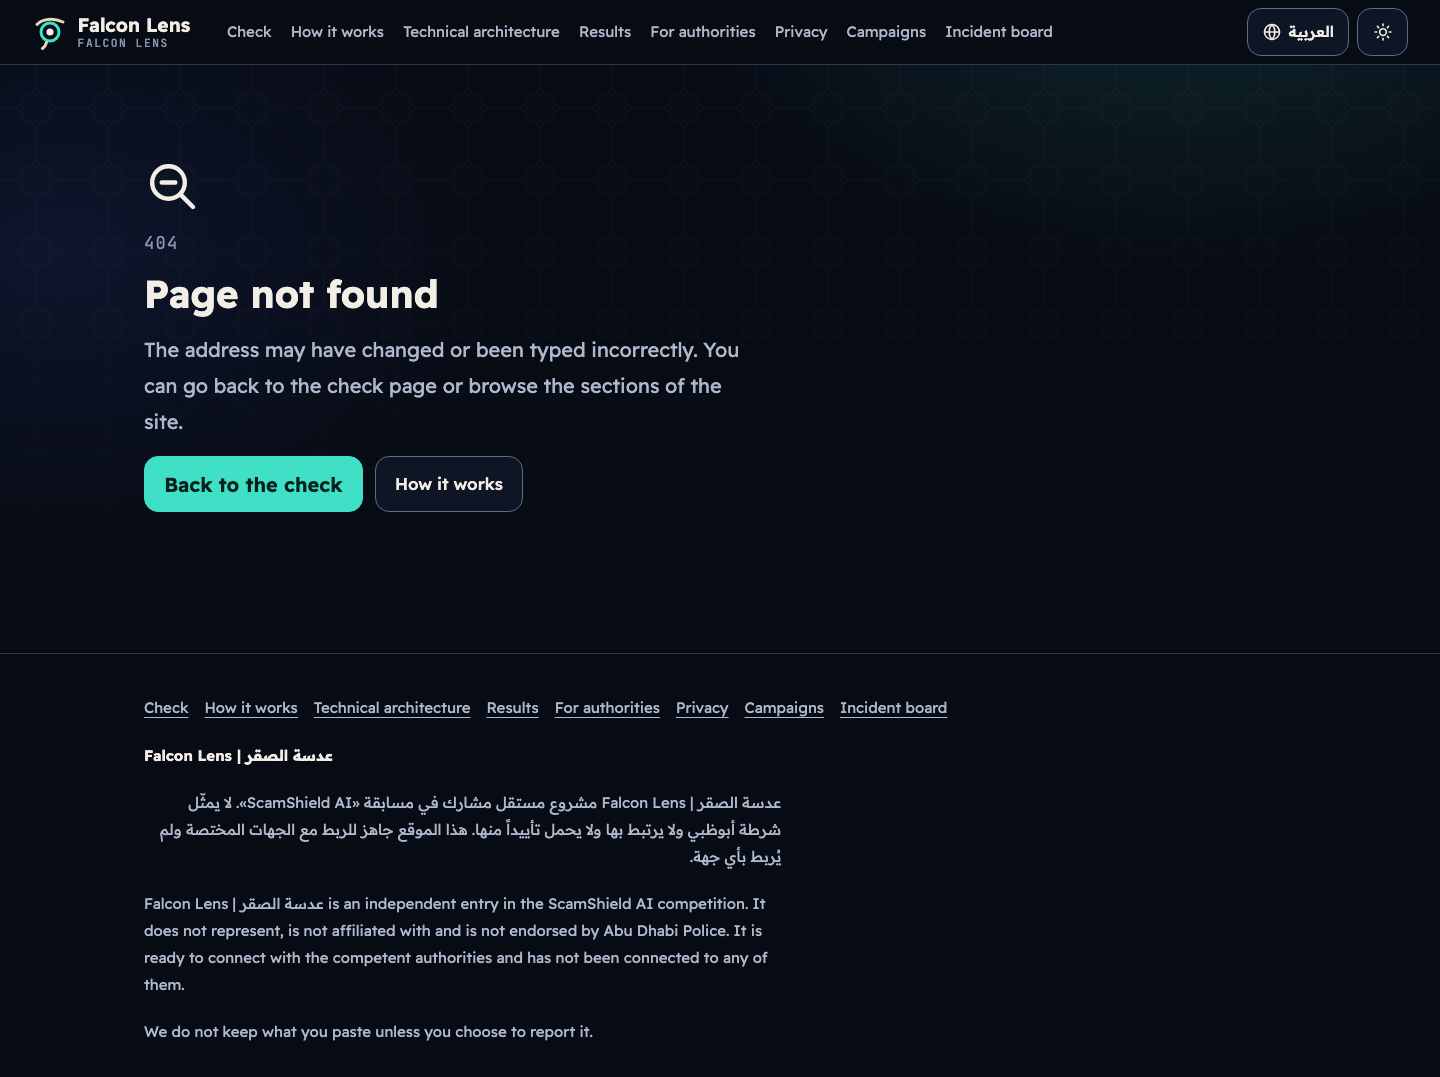 Falcon Lens
FALCON LENS
Check How it works Technical architecture Results For authorities Privacy Campaigns Incident board
العربية
404
Page not found
The address may have changed or been typed incorrectly. You
can go back to the check page or browse the sections of the
site.
Back to the check
How it works
Check How it works Technical architecture Results For authorities Privacy Campaigns Incident board
Falcon Lens | عدسة الصقر
عدسة الصقر | Falcon Lens مشروع مستقل مشارك في مسابقة «ScamShield AI». لا يمثّل
شرطة أبوظبي ولا يرتبط بها ولا يحمل تأييداً منها. هذا الموقع جاهز للربط مع الجهات المختصة ولم
يُربط بأي جهة.
Falcon Lens | عدسة الصقر is an independent entry in the ScamShield AI competition. It
does not represent, is not affiliated with and is not endorsed by Abu Dhabi Police. It is
ready to connect with the competent authorities and has not been connected to any of
them.
We do not keep what you paste unless you choose to report it.